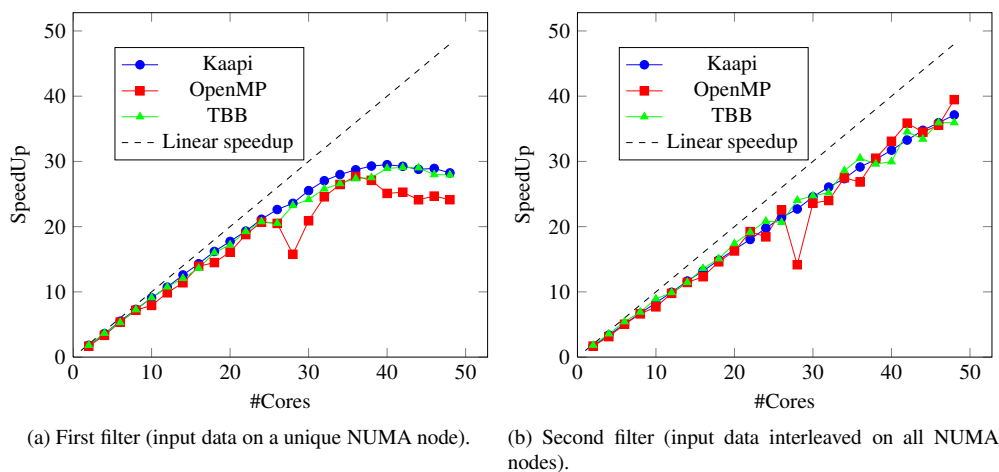 50
40
30
20
10
0
SpeedUp
Kaapi
OpenMP
TBB
Linear speedup
0 10 20 30 40 50
#Cores
(a) First filter (input data on a unique NUMA node).
50
40
30
20
10
0
SpeedUp
Kaapi
OpenMP
TBB
Linear speedup
0 10 20 30 40 50
#Cores
(b) Second filter (input data interleaved on all NUMA
nodes).